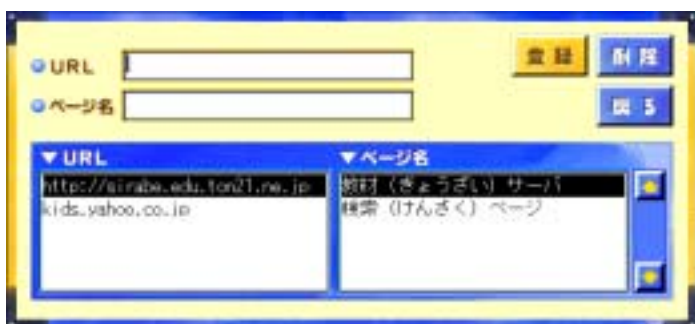 URL
登録
削除
ページ名
戻る
▼URL
▼ページ名
http://sirabe.edu.ton21.ne.jp
教材（きょうざい）サーバ
kids.yahoo.co.jp
検索（けんさく）ページ